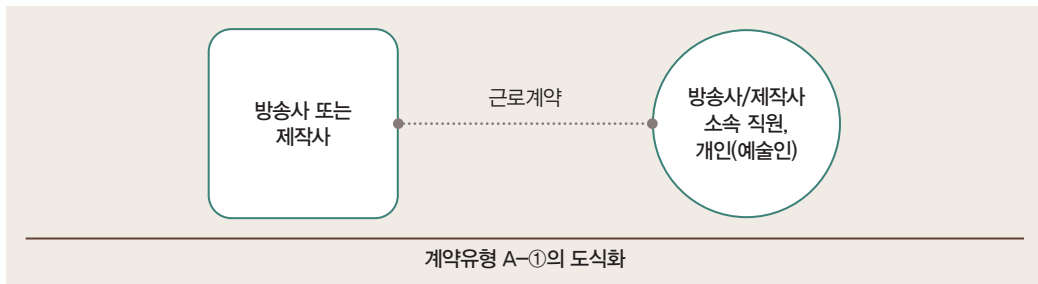 방송사 또는
제작사
근로계약
방송사/제작사
소속 직원,
개인(예술인)
계약유형 A-①의 도식화